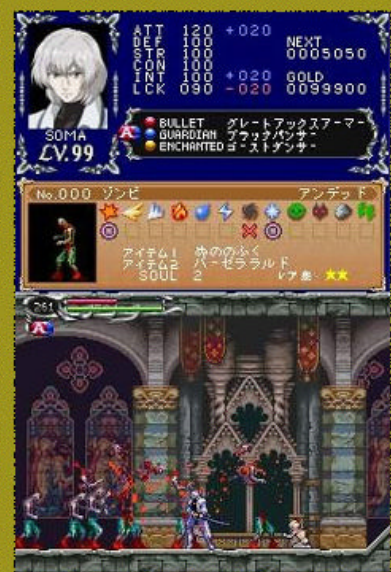 ATT 120 +020
DEF 100
STR 100
CON 100
INT 100 +020
LCK 090 -020
NEXT
0005050
GOLD
0099900
SOMA
LV.99
A
BULLET グレートアックスアーマー
GUARDIAN ブラックパンサー
ENCHANTED ゴーストダンサー
No.000 ゾンビ アンデッド
アイテム1 ぬののふく
アイテム2 バーゼラルド
SOUL 2 レア度:★★
261
A